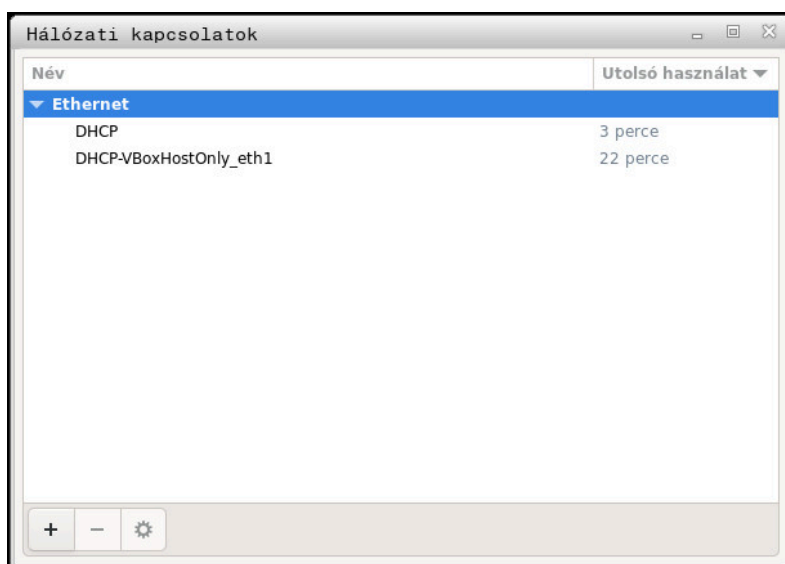 Hálózati kapcsolatok
Név Utolsó használat
Ethernet
DHCP 3 perce
DHCP-VBoxHostOnly_eth1 22 perce